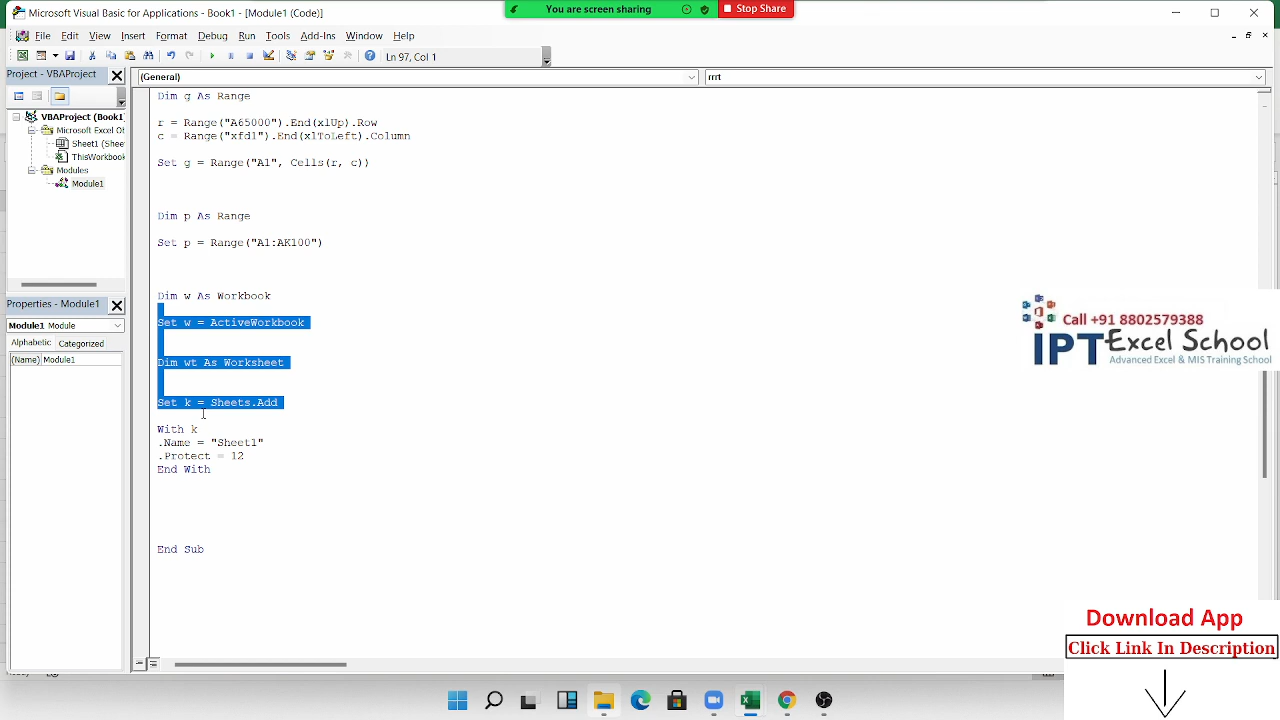 Microsoft Visual Basic for Applications - Book1 - [Module1 (Code)]
You are screen sharing
Stop Share
File Edit View Insert Format Debug Run Tools Add-Ins Window Help
Ln 97, Col 1
Project - VBAProject
(General)
rrrt
VBAProject (Book1
Microsoft Excel Ob
Sheet1 (Shee
ThisWorkbook
Modules
Module1
Properties - Module1
Module1 Module
Alphabetic Categorized
(Name) Module1
Dim g As Range
r = Range("A65000").End(xlUp).Row
c = Range("xfd1").End(xlToLeft).Column
Set g = Range("A1", Cells(r, c))
Dim p As Range
Set p = Range("A1:AK100")
Dim w As Workbook
Set w = ActiveWorkbook
Dim wt As Worksheet
Set k = Sheets.Add
With k
.Name = "Sheet1"
.Protect = 12
End With
End Sub
Call +91 8802579388
IPT Excel School
Advanced Excel & MIS Training School
Download App
Click Link In Description